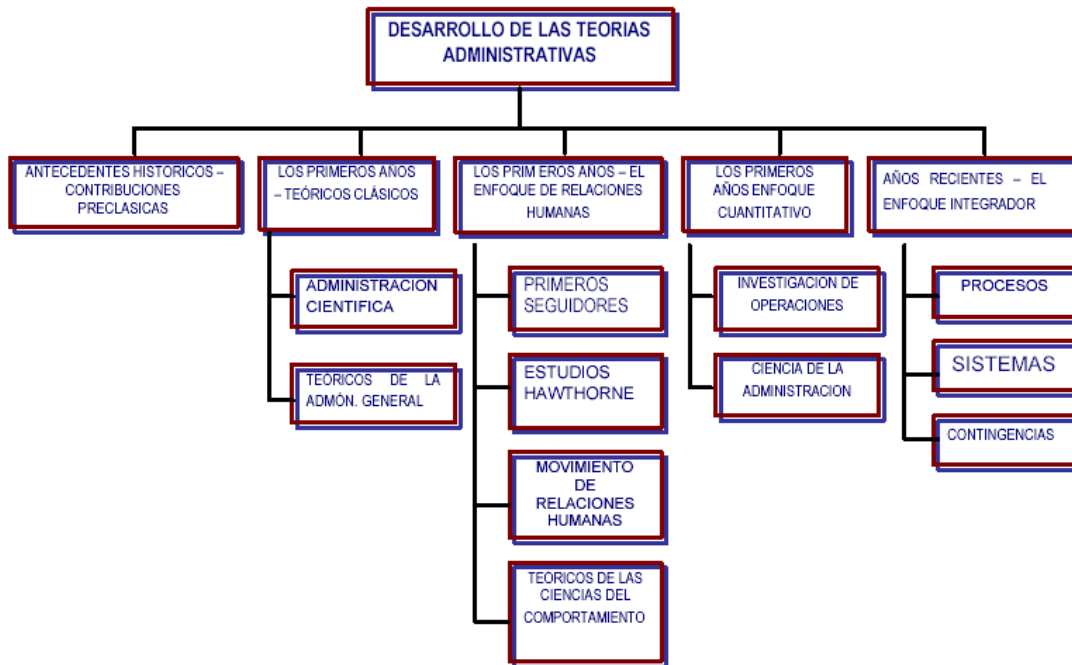 DESARROLLO DE LAS TEORIAS
ADMINISTRATIVAS
ANTECEDENTES HISTORICOS –
CONTRIBUCIONES
PRECLASICAS
LOS PRIMEROS AÑOS
– TEÓRICOS CLÁSICOS
ADMINISTRACION
CIENTIFICA
TEÓRICOS DE LA
ADMÓN. GENERAL
LOS PRIM EROS AÑOS – EL
ENFOQUE DE RELACIONES
HUMANAS
PRIMEROS
SEGUIDORES
ESTUDIOS
HAWTHORNE
MOVIMIENTO
DE
RELACIONES
HUMANAS
TEÓRICOS DE LAS
CIENCIAS DEL
COMPORTAMIENTO
LOS PRIMEROS
AÑOS ENFOQUE
CUANTITATIVO
INVESTIGACION DE
OPERACIONES
CIENCIA DE LA
ADMINISTRACION
AÑOS RECIENTES – EL
ENFOQUE INTEGRADOR
PROCESOS
SISTEMAS
CONTINGENCIAS